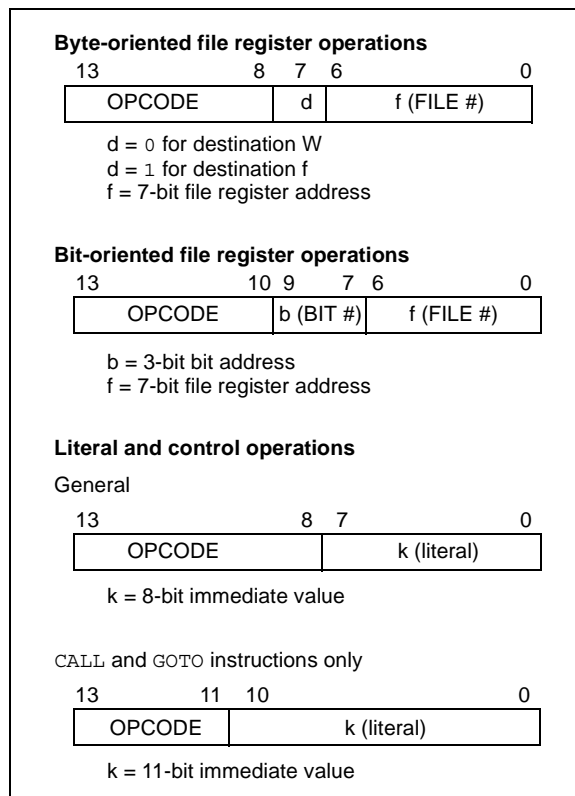 Byte-oriented file register operations
13 8 7 6 0
OPCODE d f (FILE #)
d = 0 for destination W
d = 1 for destination f
f = 7-bit file register address
Bit-oriented file register operations
13 10 9 7 6 0
OPCODE b (BIT #) f (FILE #)
b = 3-bit bit address
f = 7-bit file register address
Literal and control operations
General
13 8 7 0
OPCODE k (literal)
k = 8-bit immediate value
CALL and GOTO instructions only
13 11 10 0
OPCODE k (literal)
k = 11-bit immediate value